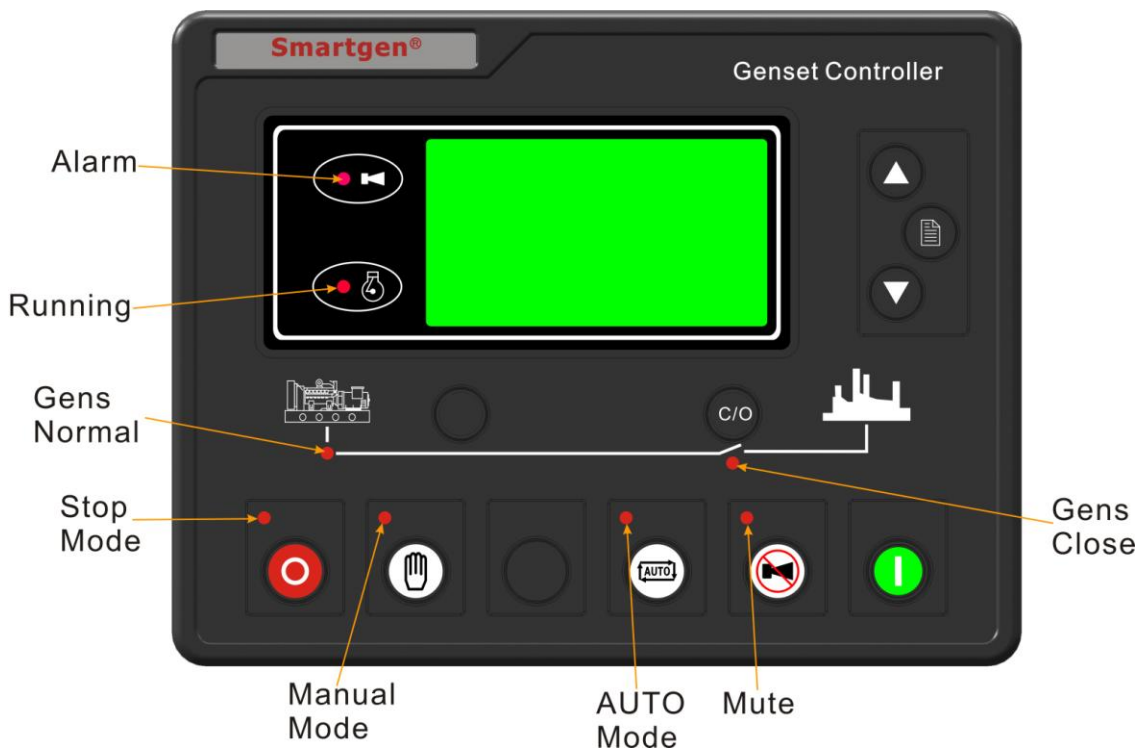 Smartgen®
Genset Controller
Alarm
Running
Gens
Normal
C/O
Stop
Mode
Gens
Close
AUTO
Manual
Mode
AUTO
Mode
Mute